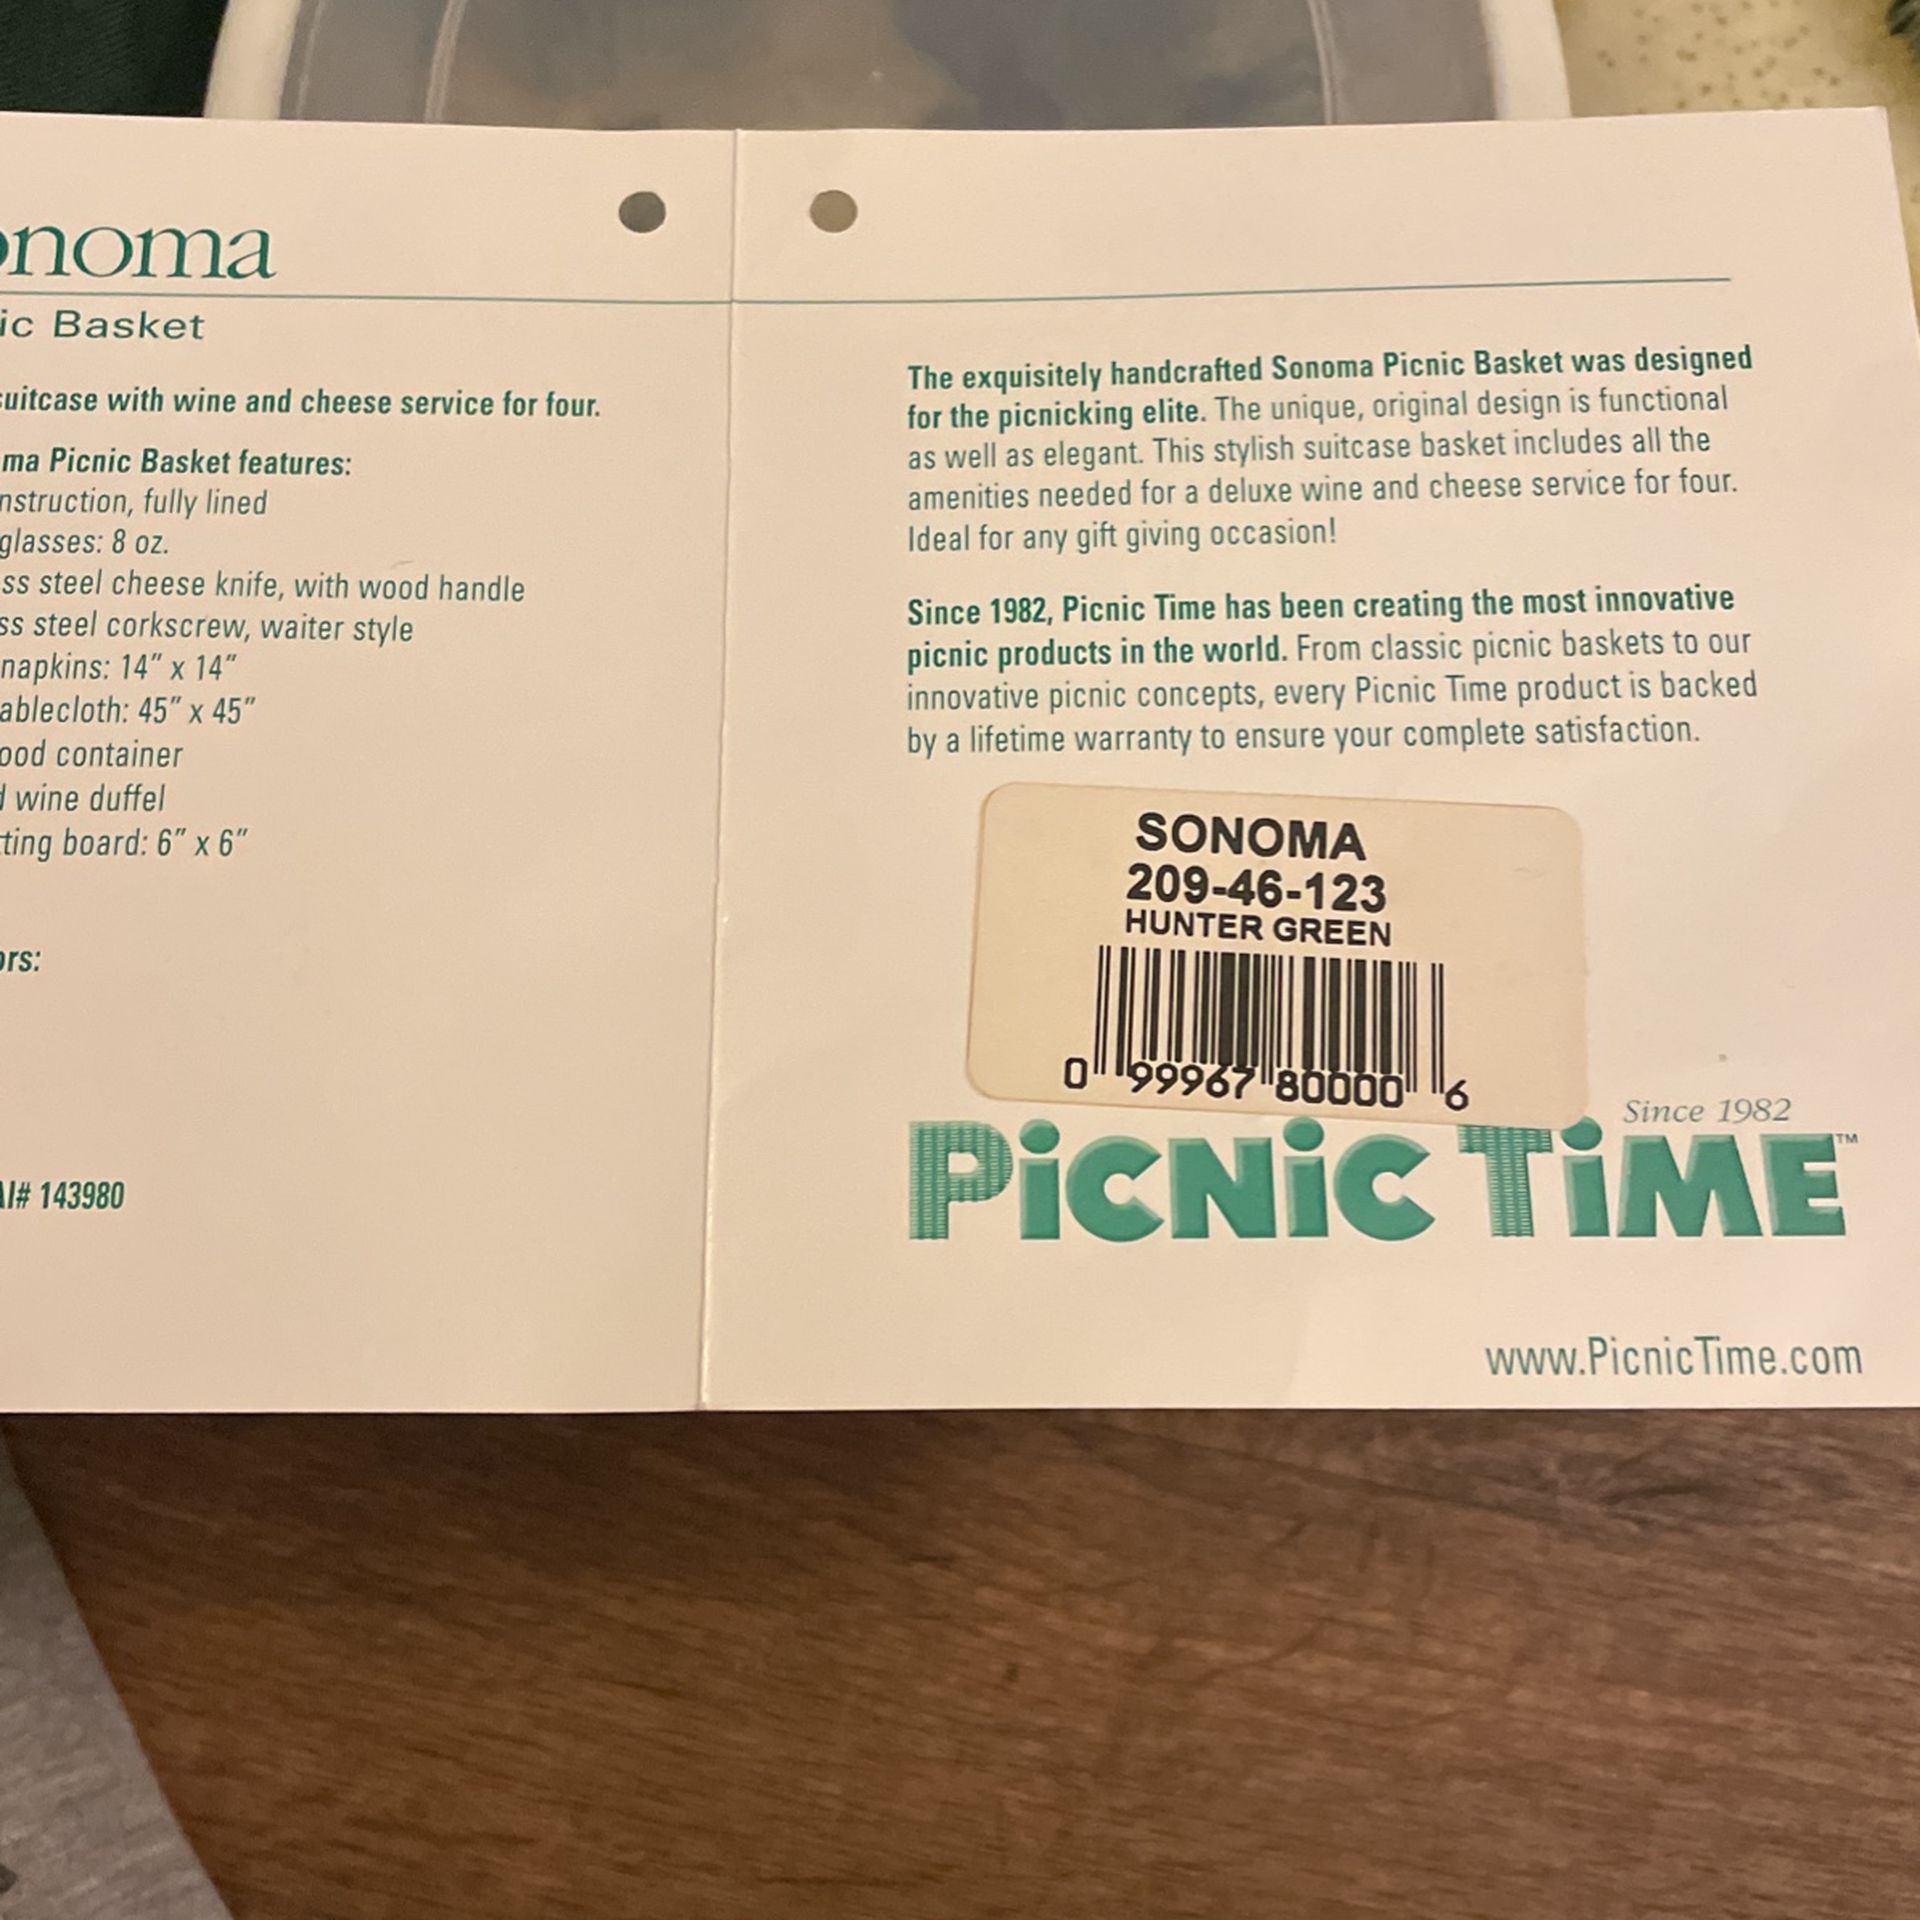 onoma
ic Basket
suitcase with wine and cheese service for four.
ma Picnic Basket features:
nstruction, fully lined
glasses: 8 oz.
ss steel cheese knife, with wood handle
ss steel corkscrew, waiter style
napkins: 14" x 14"
ablecloth: 45" x 45"
ood container
d wine duffel
ting board: 6" x 6"
ors:
AI# 143980
The exquisitely handcrafted Sonoma Picnic Basket was designed
for the picnicking elite. The unique, original design is functional
as well as elegant. This stylish suitcase basket includes all the
amenities needed for a deluxe wine and cheese service for four.
Ideal for any gift giving occasion!
Since 1982, Picnic Time has been creating the most innovative
picnic products in the world. From classic picnic baskets to our
innovative picnic concepts, every Picnic Time product is backed
by a lifetime warranty to ensure your complete satisfaction.
SONOMA
209-46-123
HUNTER GREEN
0 99967 80000 6
Since 1982
PiCNiC TiME™
www.PicnicTime.com